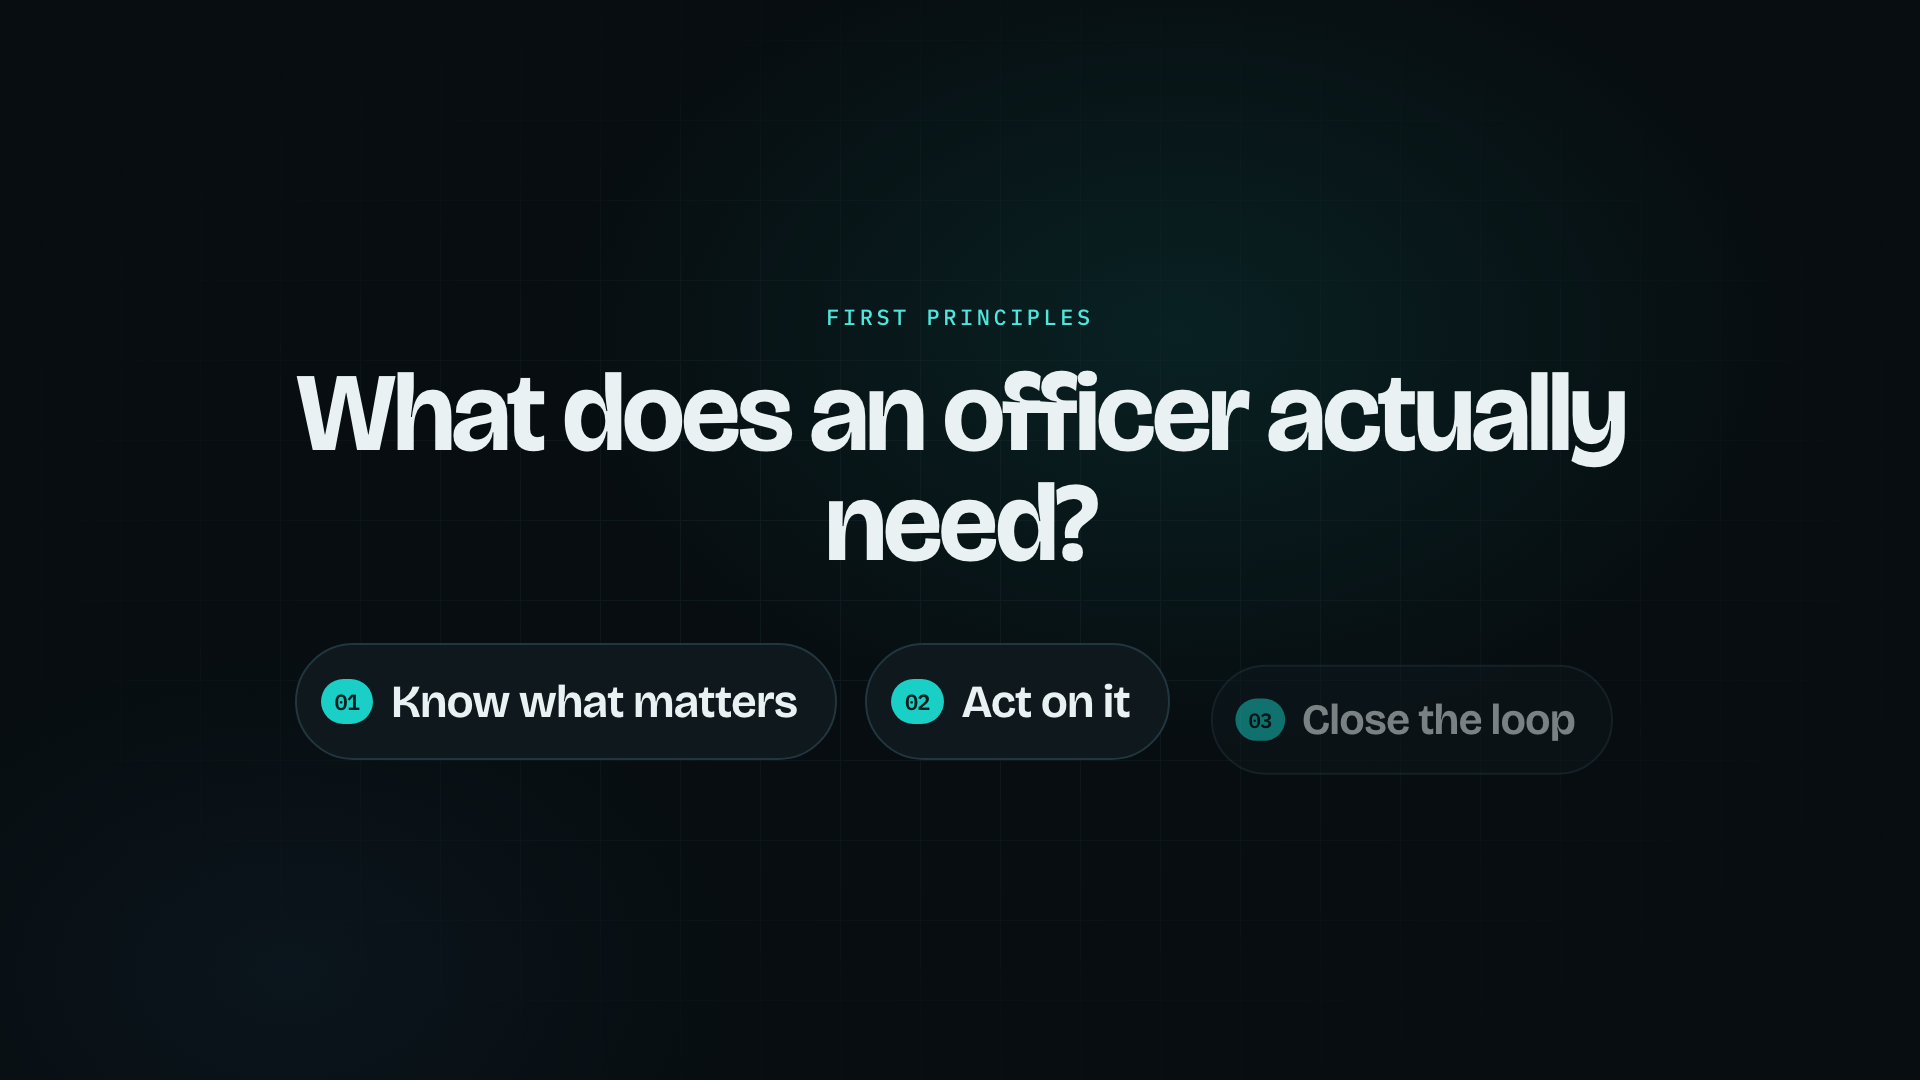 FIRST PRINCIPLES
What does an officer actually
need?
01 Know what matters
02 Act on it
03 Close the loop